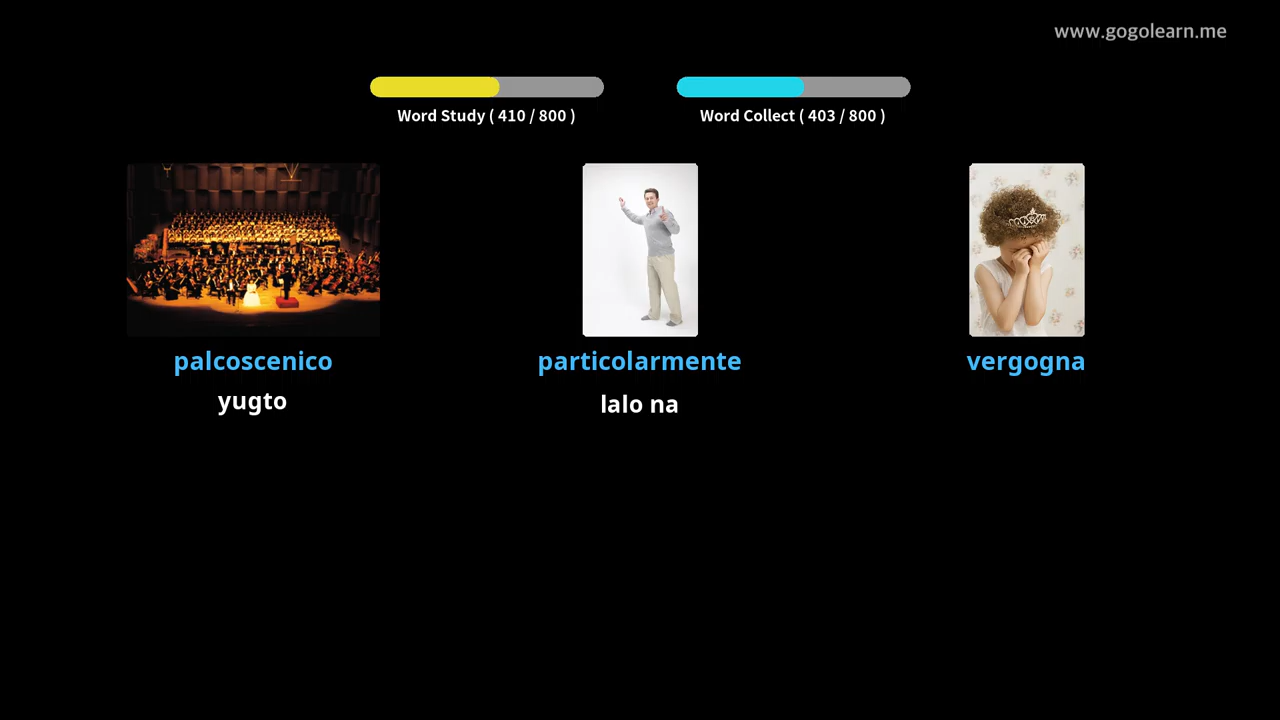 www.gogolearn.me
Word Study ( 410 / 800 )
Word Collect ( 403 / 800 )
palcoscenico
particolarmente
vergogna
yugto
lalo na